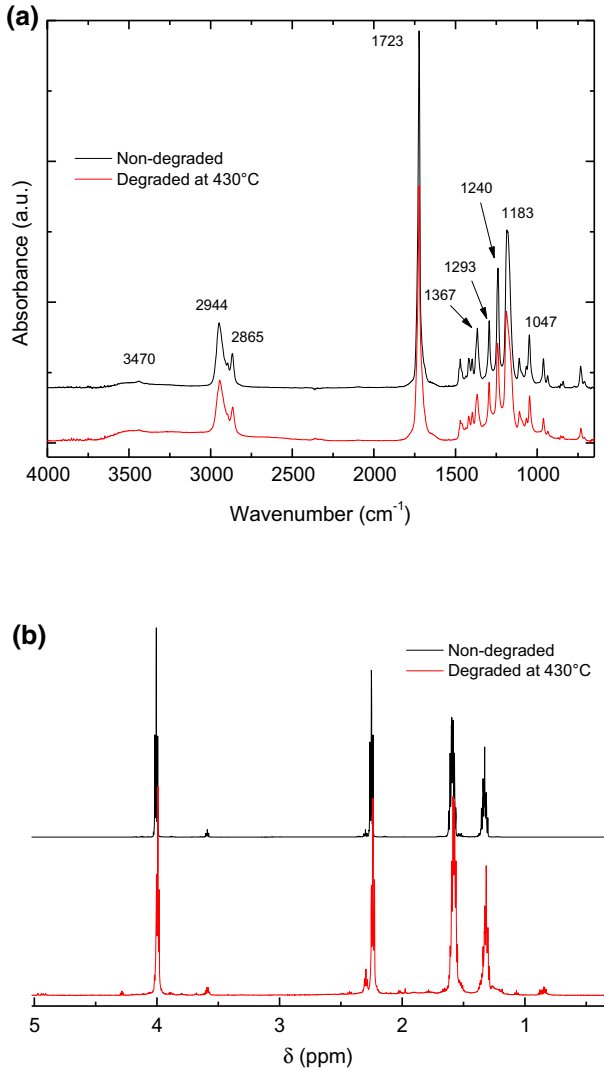 (a)
1723
Non-degraded
Degraded at 430°C
1240
1183
1293
1367
2944
2865
1047
3470
Absorbance (a.u.)
4000 3500 3000 2500 2000 1500 1000
Wavenumber (cm⁻¹)
(b)
Non-degraded
Degraded at 430°C
5 4 3 2 1
δ (ppm)